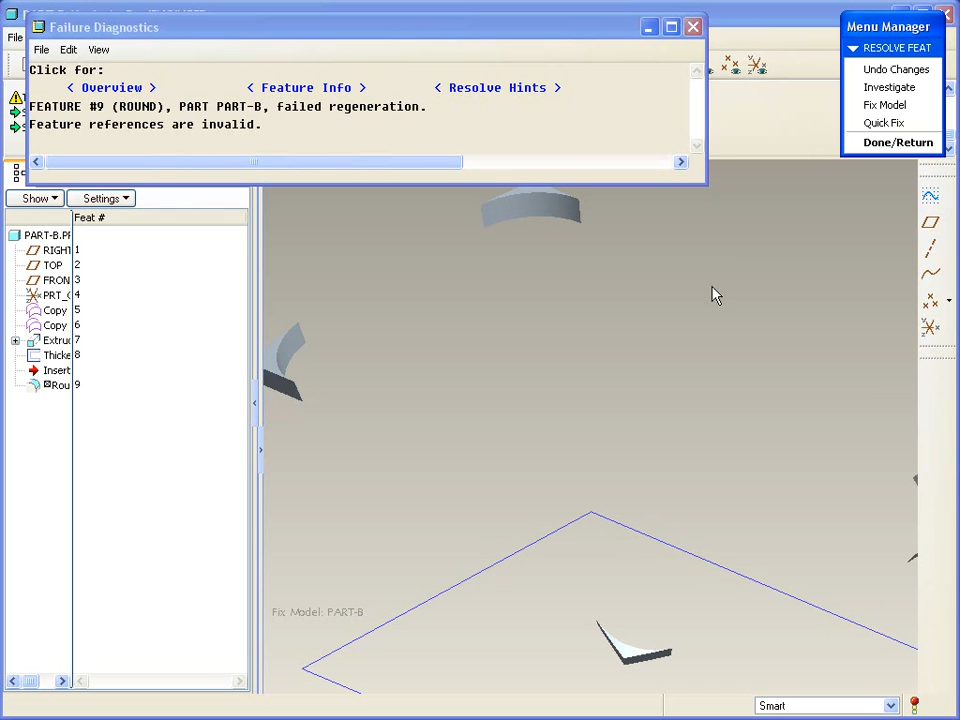 Failure Diagnostics
File Edit View
Click for:
< Overview > < Feature Info > < Resolve Hints >
FEATURE #9 (ROUND), PART PART-B, failed regeneration.
Feature references are invalid.
Menu Manager
RESOLVE FEAT
Undo Changes
Investigate
Fix Model
Quick Fix
Done/Return
File
Show Settings
Feat #
PART-B.P
RIGHT 1
TOP 2
FRON 3
PRT_ 4
Copy 5
Copy 6
Extru 7
Thicke 8
Insert
Rou 9
Fix Model: PART-B
Smart